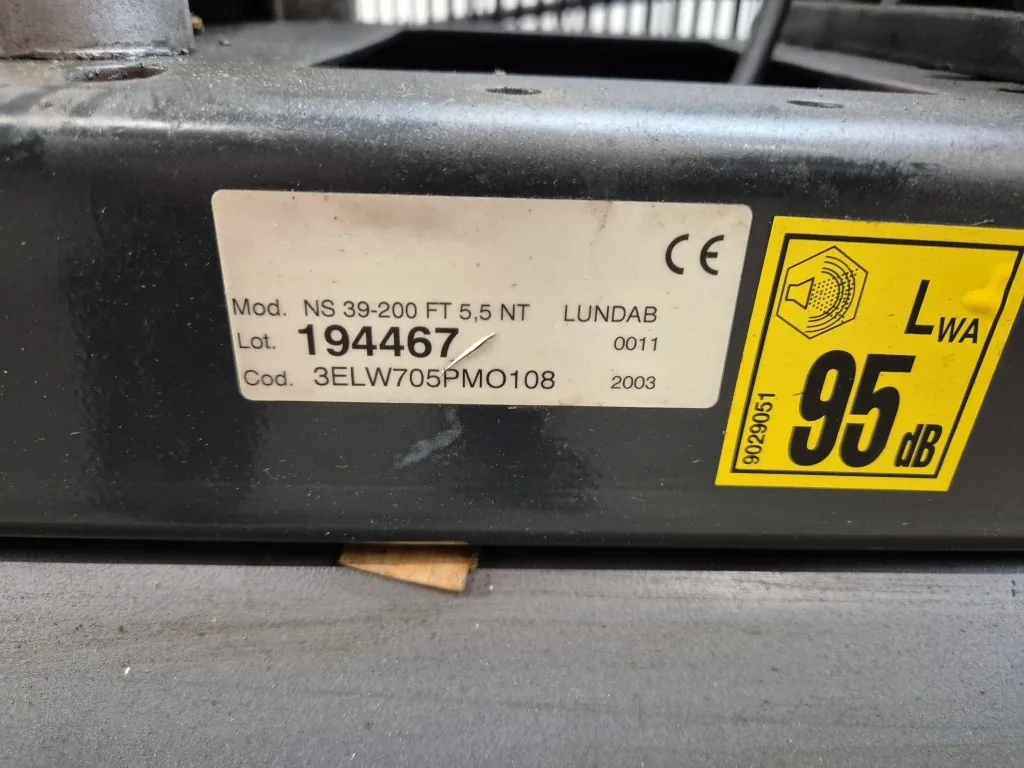 CE
Mod. NS 39-200 FT 5,5 NT LUNDAB
Lot. 194467 0011
Cod. 3ELW705PMO108 2003
LWA
95 dB
9029051